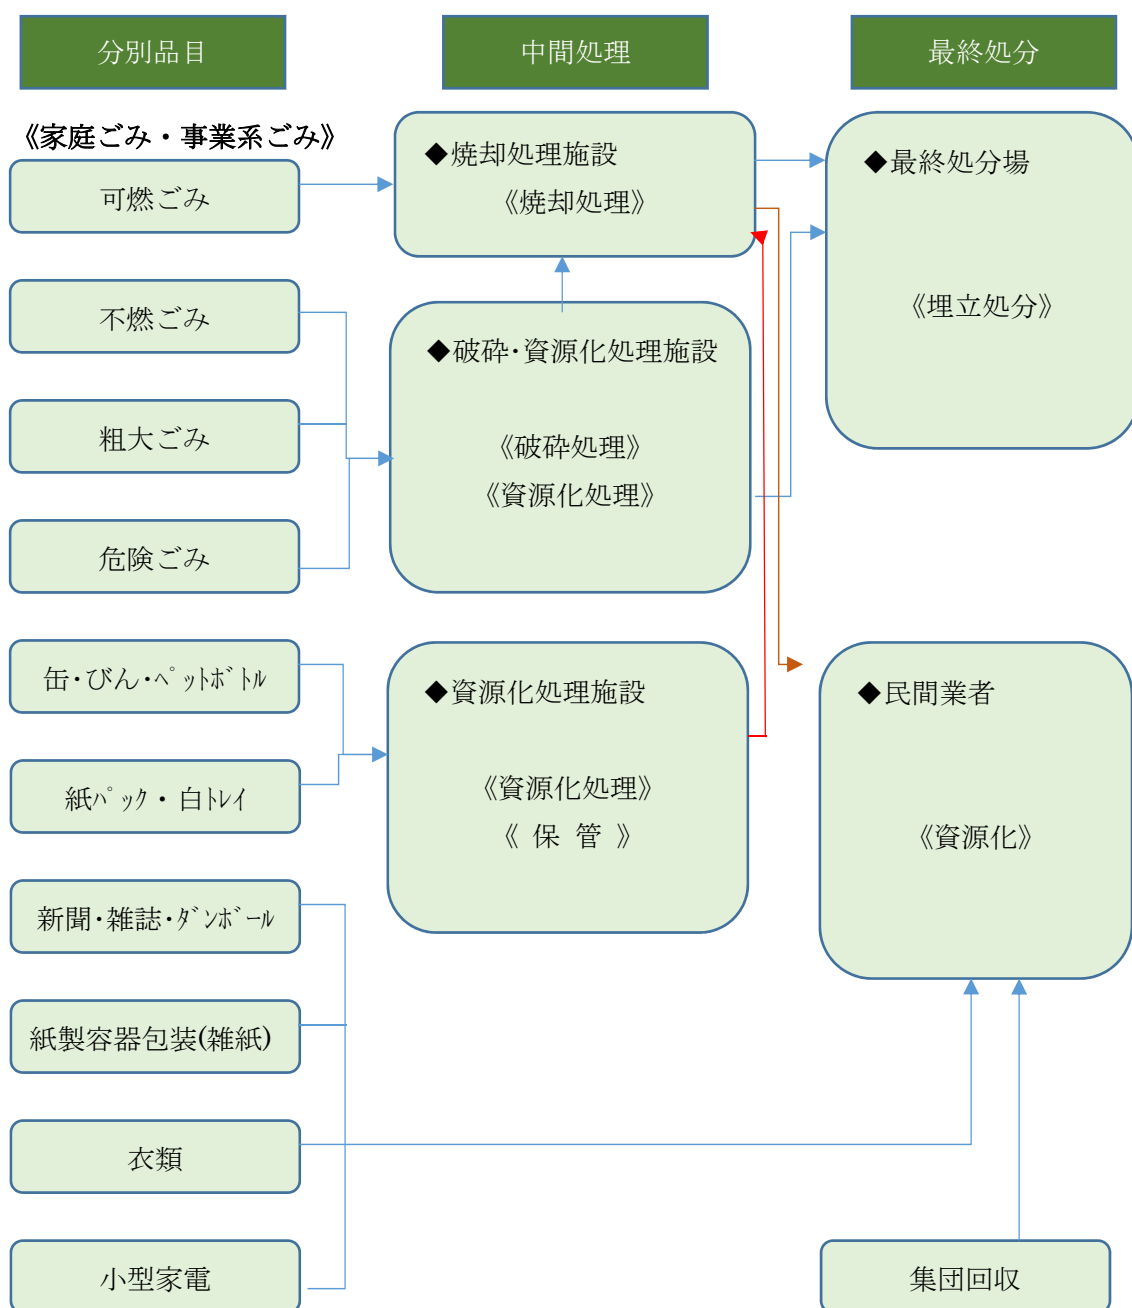 分別品目
中間処理
最終処分
《家庭ごみ・事業系ごみ》
可燃ごみ
不燃ごみ
粗大ごみ
危険ごみ
缶・びん・ﾍﾟｯﾄﾎﾞﾄﾙ
紙ﾊﾟｯｸ・白ﾄﾚｲ
新聞・雑誌・ﾀﾞﾝﾎﾞｰﾙ
紙製容器包装(雑紙)
衣類
小型家電
◆焼却処理施設
《焼却処理》
◆破砕・資源化処理施設
《破砕処理》
《資源化処理》
◆資源化処理施設
《資源化処理》
《 保 管 》
◆最終処分場
《埋立処分》
◆民間業者
《資源化》
集団回収